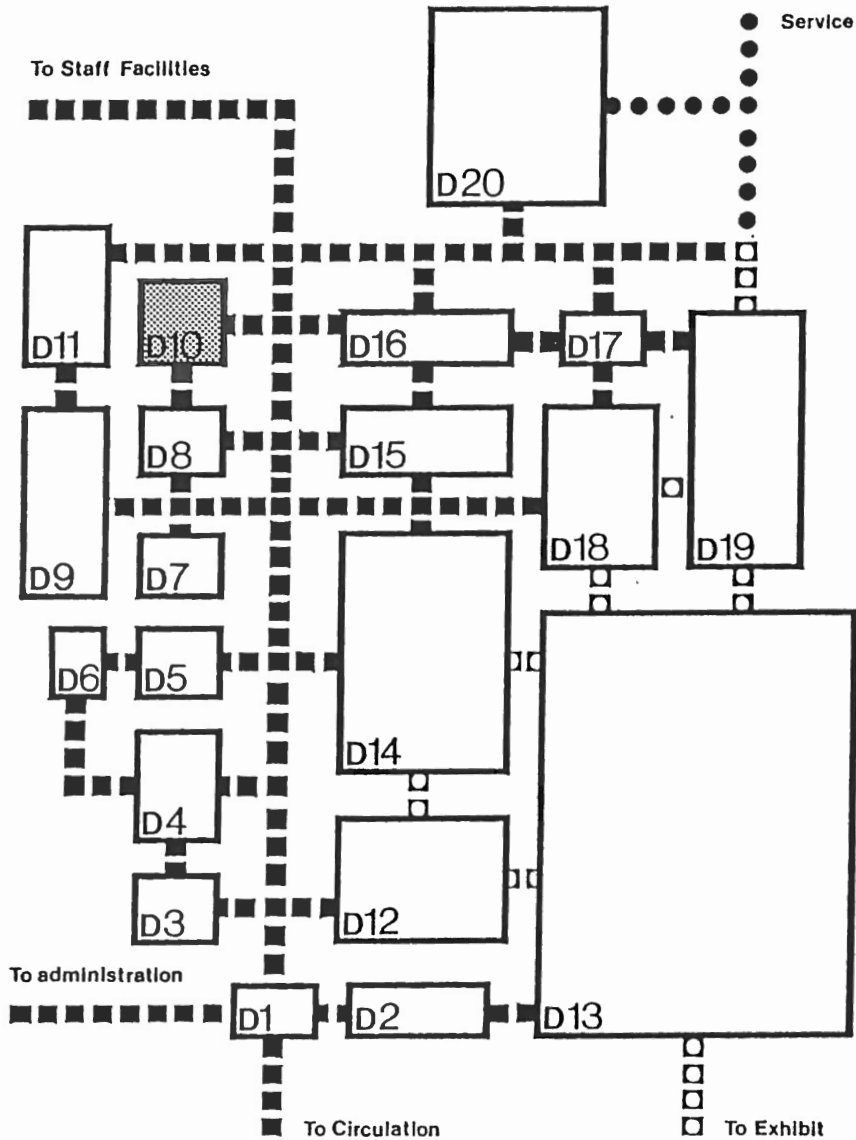 Service
To Staff Facilities
D20
D11
D10
D16
D17
D8
D15
D9
D7
D18
D19
D6
D5
D14
D4
D3
D12
To administration
D1
D2
D13
To Circulation
To Exhibit